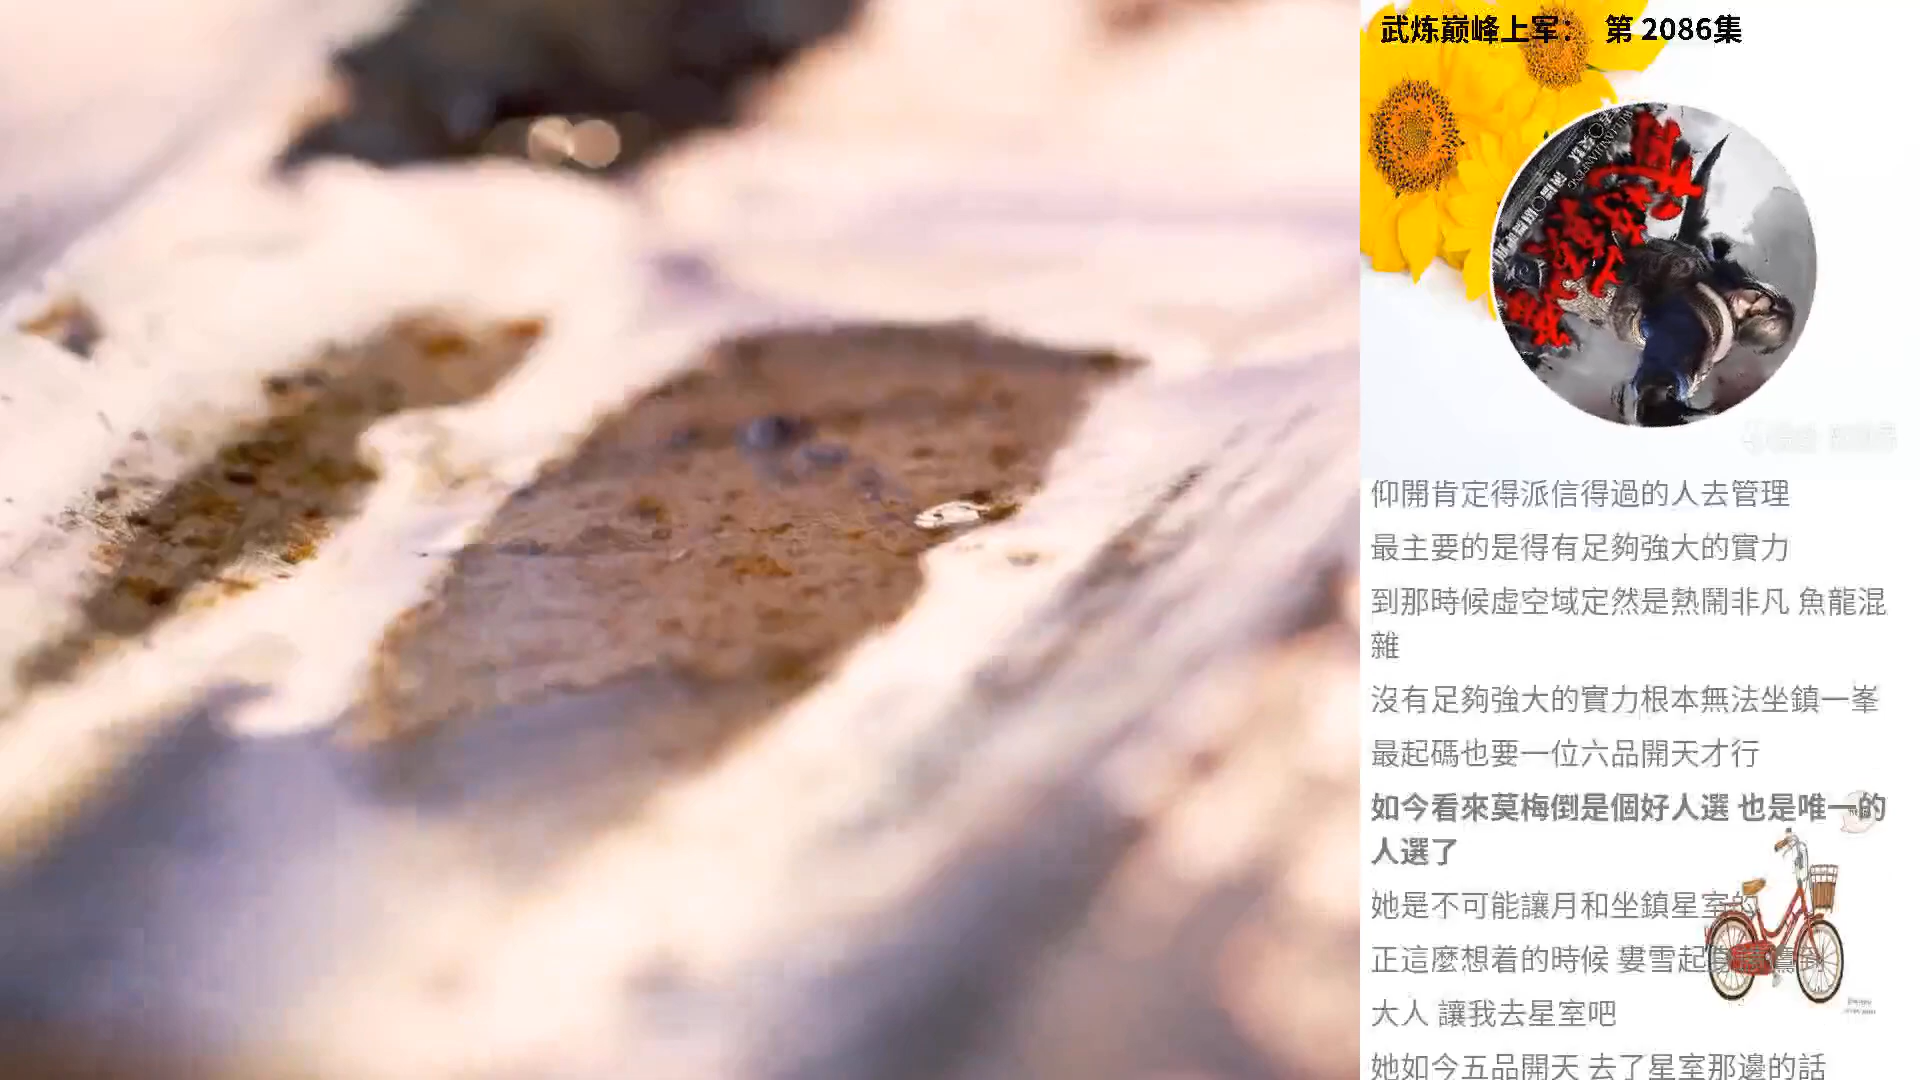 武炼巅峰上军： 第 2086集
仰開肯定得派信得過的人去管理
最主要的是得有足夠強大的實力
到那時候虛空域定然是熱鬧非凡 魚龍混
雜
沒有足夠強大的實力根本無法坐鎮一峯
最起碼也要一位六品開天才行
如今看來莫梅倒是個好人選 也是唯一的
人選了
她是不可能讓月和坐鎮星室的
正這麼想着的時候 婁雪起
大人 讓我去星室吧
她如今五品開天 去了星室那邊的話